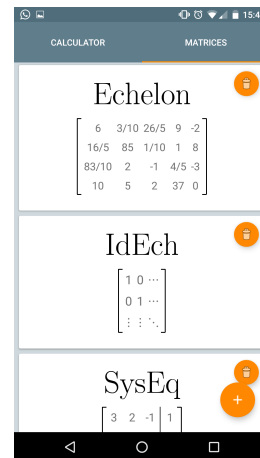 15:4
CALCULATOR MATRICES
Echelon
6 3/10 26/5 9 -2
16/5 85 1/10 1 8
83/10 2 -1 4/5 -3
10 5 2 37 0
IdEch
1 0 ⋯
0 1 ⋯
⋮ ⋮ ⋱
SysEq
3 2 -1 | 1
+